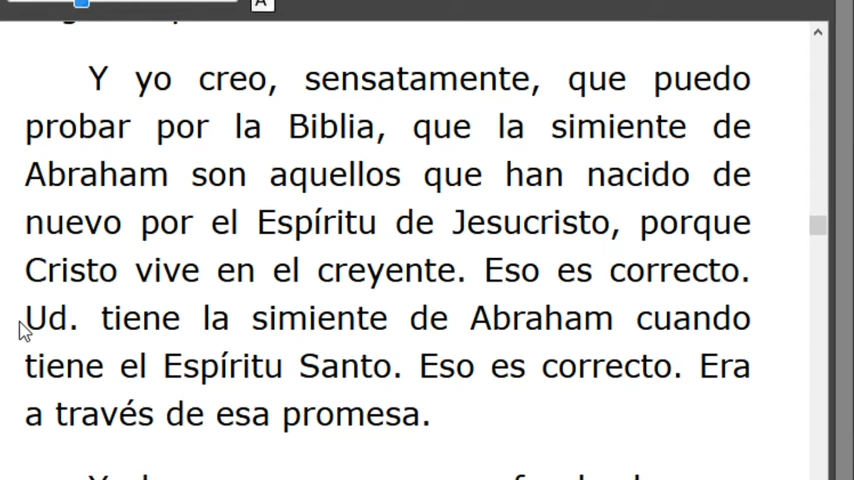 A
Y yo creo, sensatamente, que puedo
probar por la Biblia, que la simiente de
Abraham son aquellos que han nacido de
nuevo por el Espíritu de Jesucristo, porque
Cristo vive en el creyente. Eso es correcto.
Ud. tiene la simiente de Abraham cuando
tiene el Espíritu Santo. Eso es correcto. Era
a través de esa promesa.